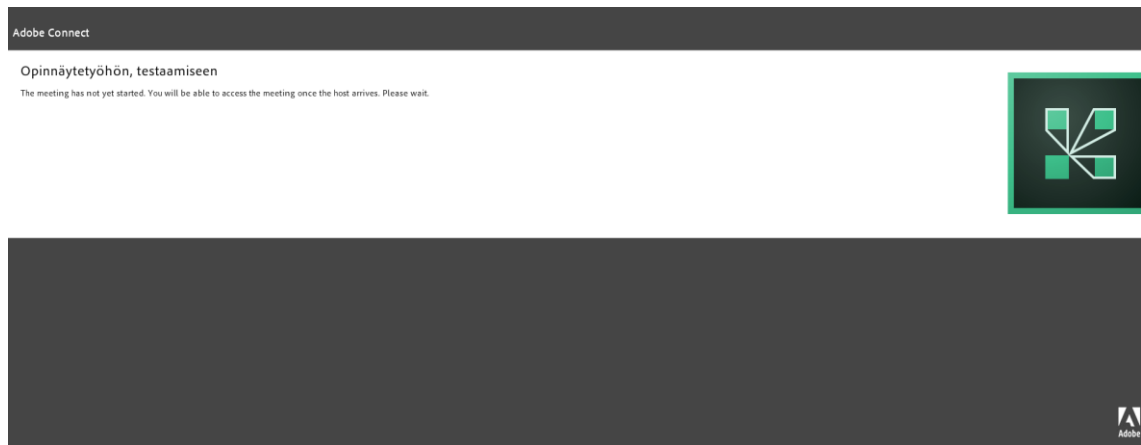 Adobe Connect
Opinnäytetyöhön, testaamiseen
The meeting has not yet started. You will be able to access the meeting once the host arrives. Please wait.
Adobe